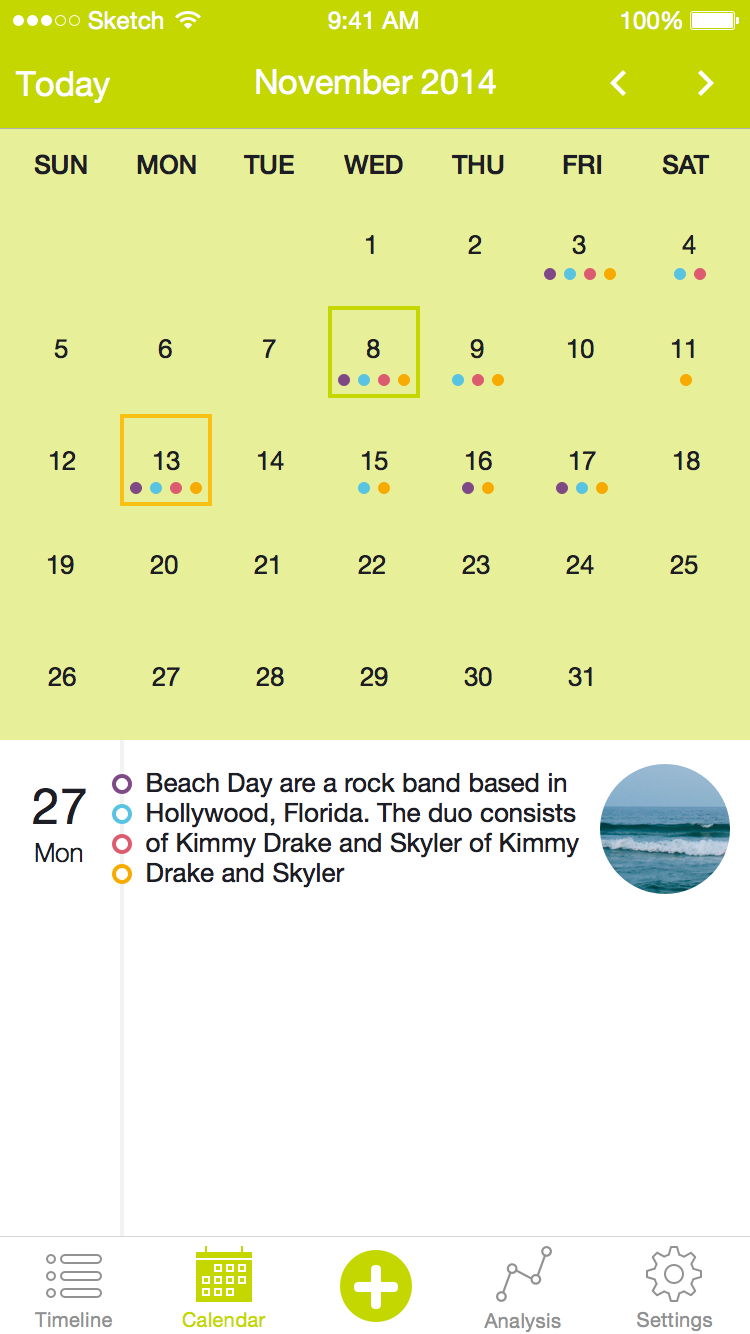 Sketch 9:41 AM 100%
Today November 2014
SUN MON TUE WED THU FRI SAT
1 2 3 4
5 6 7 8 9 10 11
12 13 14 15 16 17 18
19 20 21 22 23 24 25
26 27 28 29 30 31
27
Mon
Beach Day are a rock band based in
Hollywood, Florida. The duo consists
of Kimmy Drake and Skyler of Kimmy
Drake and Skyler
Timeline Calendar Analysis Settings